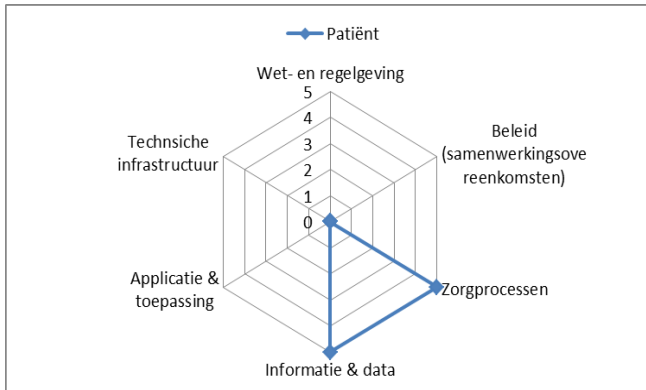 Patiënt
Wet- en regelgeving
5
4
3
2
1
0
Beleid
(samenwerkingsove
reenkomsten)
Zorgprocessen
Informatie & data
Applicatie &
toepassing
Technsiche
infrastructuur